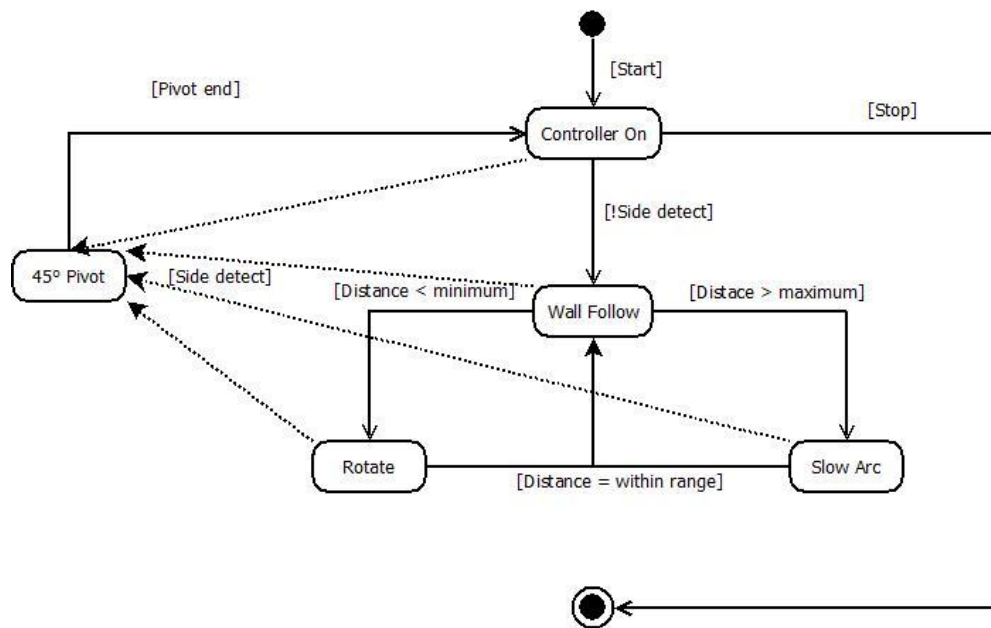 [Start]
[Pivot end]
[Stop]
Controller On
[!Side detect]
45° Pivot
[Side detect]
[Distance < minimum]
[Distace > maximum]
Wall Follow
Rotate
Slow Arc
[Distance = within range]